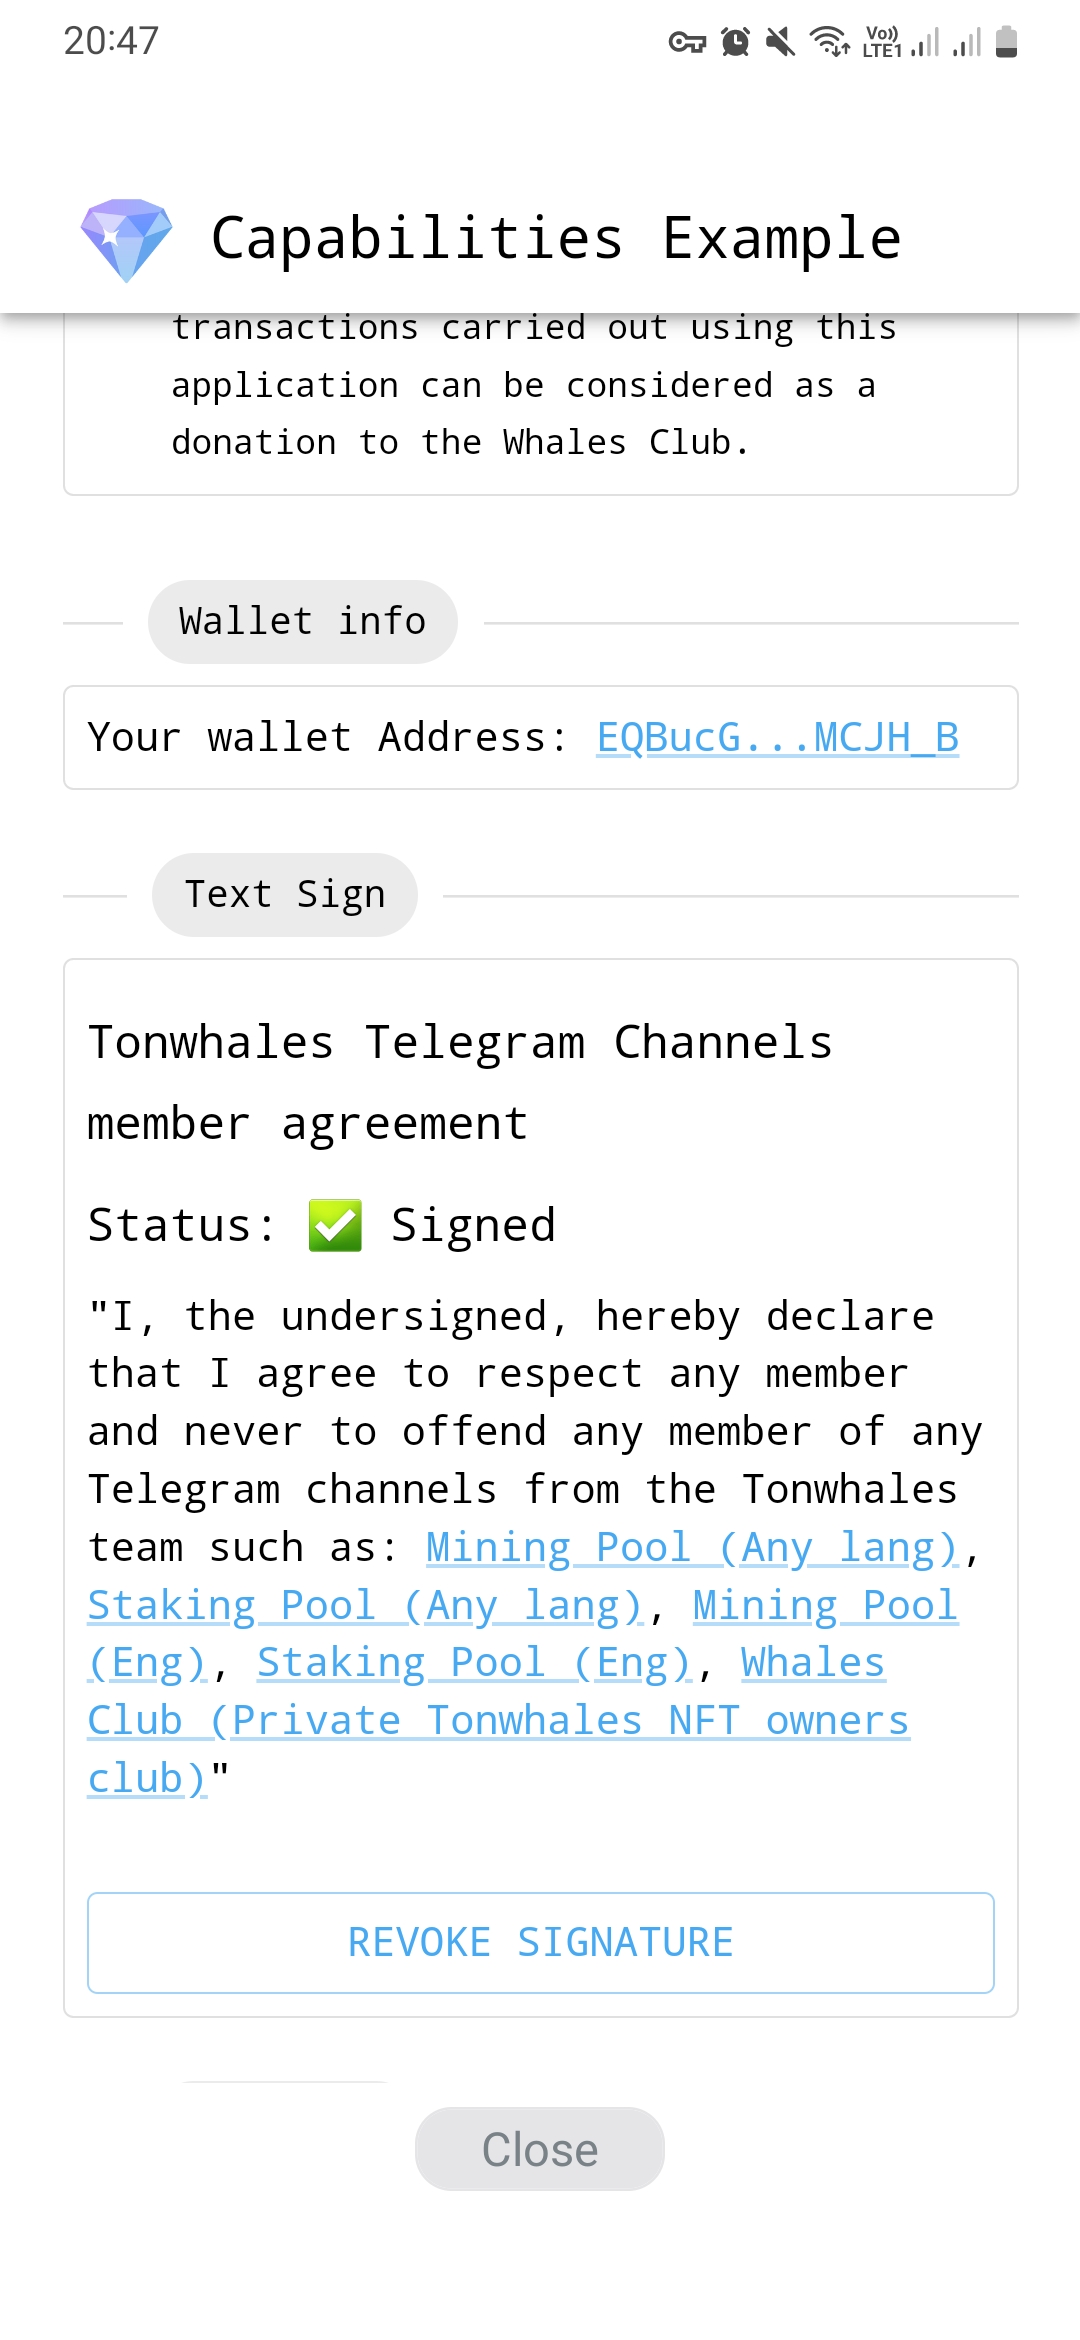 20:47
Vo)) LTE1
Capabilities Example
transactions carried out using this
application can be considered as a
donation to the Whales Club.
Wallet info
Your wallet Address: EQBucG...MCJH_B
Text Sign
Tonwhales Telegram Channels
member agreement
Status: ✅ Signed
"I, the undersigned, hereby declare
that I agree to respect any member
and never to offend any member of any
Telegram channels from the Tonwhales
team such as: Mining Pool (Any lang),
Staking Pool (Any lang), Mining Pool
(Eng), Staking Pool (Eng), Whales
Club (Private Tonwhales NFT owners
club)"
REVOKE SIGNATURE
Close